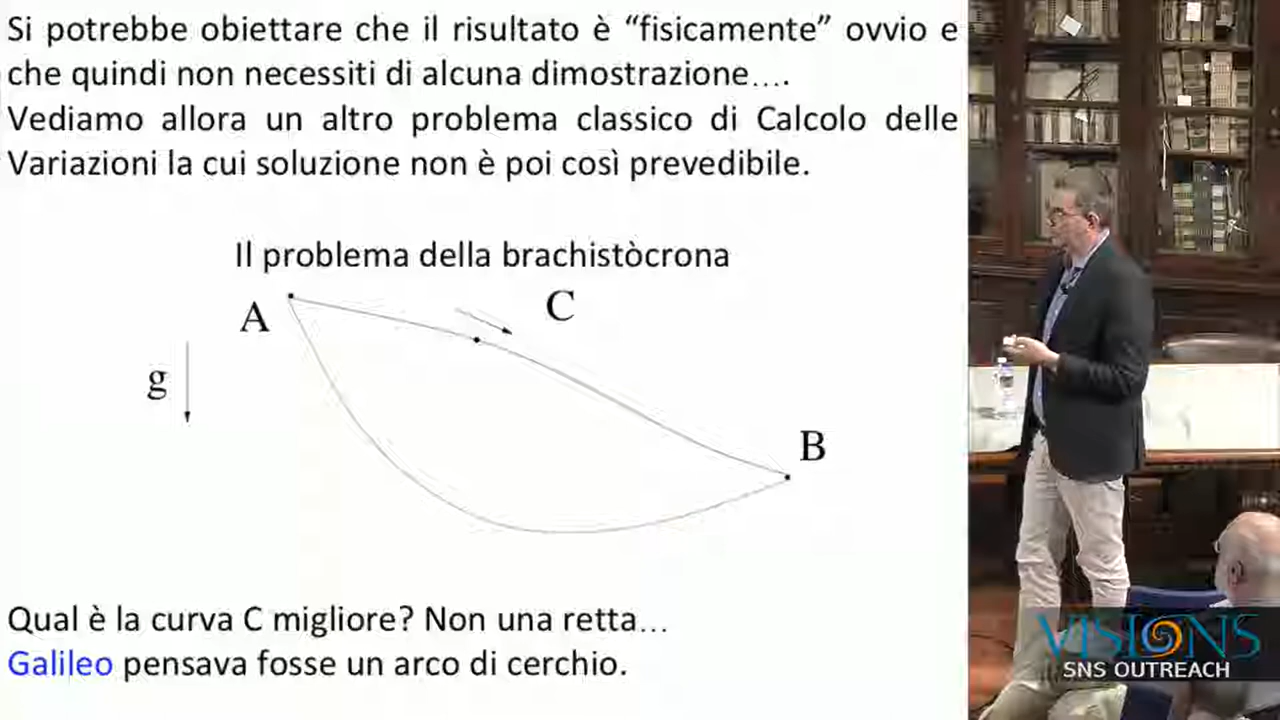 Si potrebbe obiettare che il risultato è “fisicamente” ovvio e
che quindi non necessiti di alcuna dimostrazione….
Vediamo allora un altro problema classico di Calcolo delle
Variazioni la cui soluzione non è poi così prevedibile.
Il problema della brachistòcrona
A
C
g
B
Qual è la curva C migliore? Non una retta…
Galileo pensava fosse un arco di cerchio.
VISIONS
SNS OUTREACH